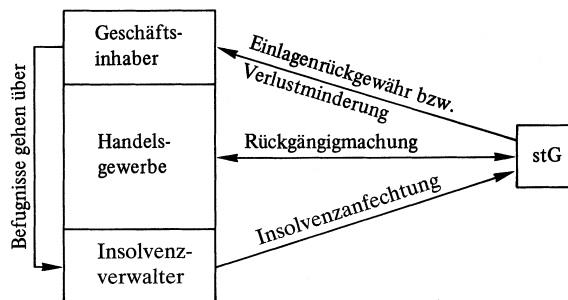 Geschäfts-
inhaber
Einlagenrückgewähr bzw.
Verlustminderung
Befugnisse gehen über
Handels-
gewerbe
Rückgängigmachung
stG
Insolvenzanfechtung
Insolvenz-
verwalter